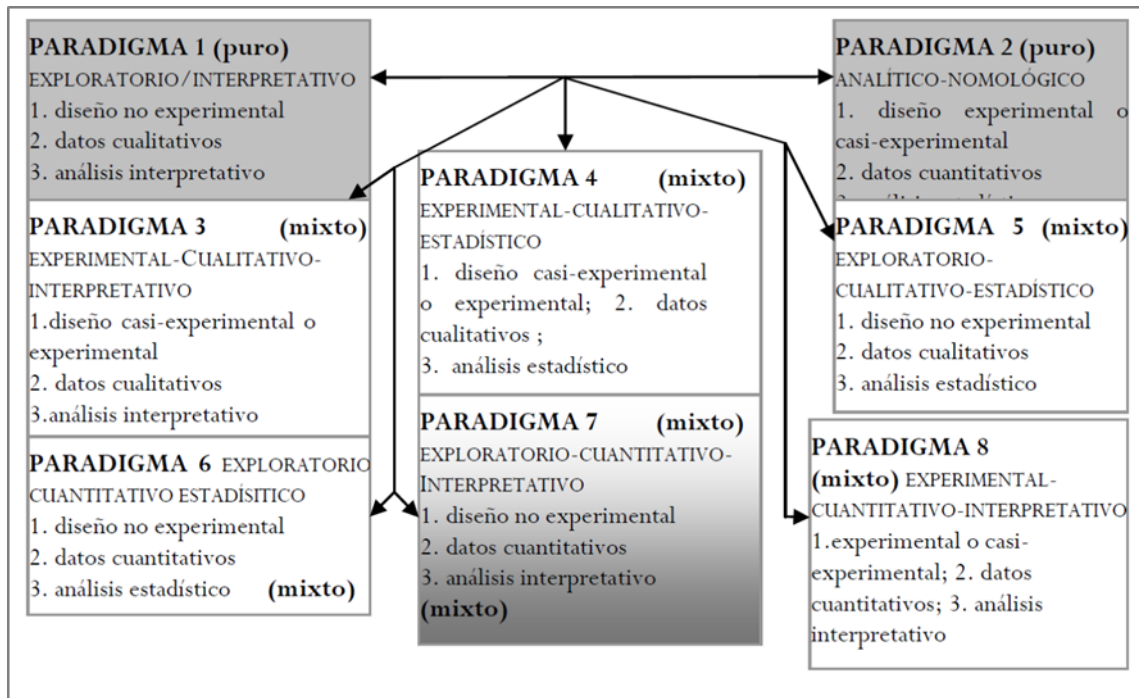 PARADIGMA 1 (puro)
EXPLORATORIO/INTERPRETATIVO
1. diseño no experimental
2. datos cualitativos
3. análisis interpretativo
PARADIGMA 2 (puro)
ANALÍTICO-NOMOLÓGICO
1. diseño experimental o
casi-experimental
2. datos cuantitativos
PARADIGMA 3 (mixto)
EXPERIMENTAL-CUALITATIVO-
INTERPRETATIVO
1.diseño casi-experimental o
experimental
2. datos cualitativos
3.análisis interpretativo
PARADIGMA 4 (mixto)
EXPERIMENTAL-CUALITATIVO-
ESTADÍSTICO
1. diseño casi-experimental
o experimental; 2. datos
cualitativos ;
3. análisis estadístico
PARADIGMA 5 (mixto)
EXPLORATORIO-
CUALITATIVO-ESTADÍSTICO
1. diseño no experimental
2. datos cualitativos
3. análisis estadístico
PARADIGMA 6 EXPLORATORIO
CUANTITATIVO ESTADÍSITICO
1. diseño no experimental
2. datos cuantitativos
3. análisis estadístico (mixto)
PARADIGMA 7 (mixto)
EXPLORATORIO-CUANTITATIVO-
INTERPRETATIVO
1. diseño no experimental
2. datos cuantitativos
3. análisis interpretativo
(mixto)
PARADIGMA 8
(mixto) EXPERIMENTAL-
CUANTITATIVO-INTERPRETATIVO
1.experimental o casi-
experimental; 2. datos
cuantitativos; 3. análisis
interpretativo